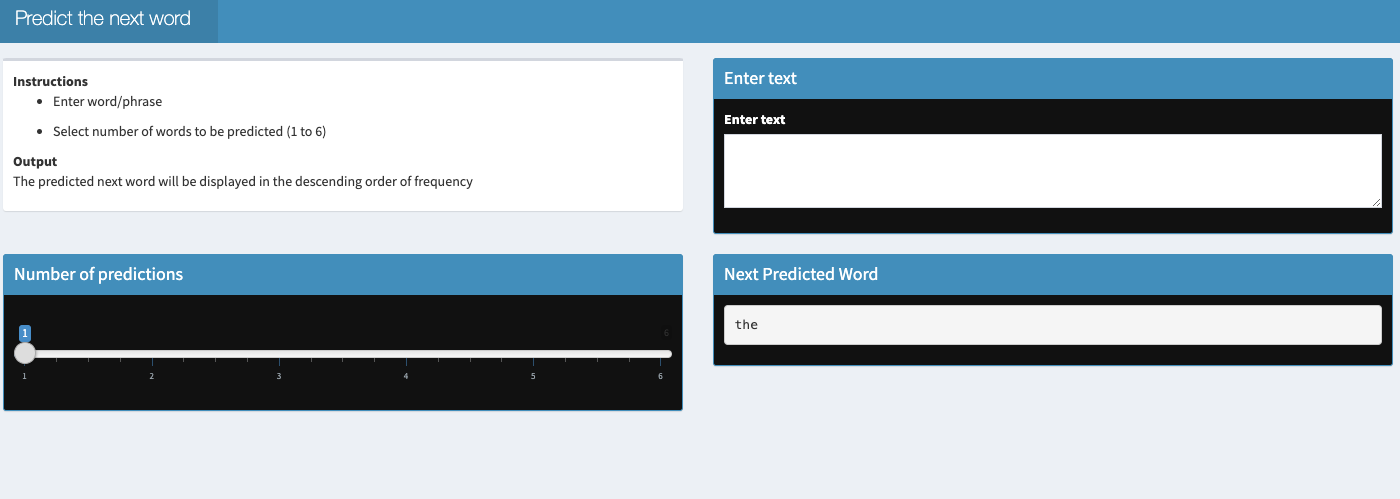 Predict the next word
Instructions
Enter word/phrase
Select number of words to be predicted (1 to 6)
Output
The predicted next word will be displayed in the descending order of frequency
Enter text
Enter text
Number of predictions
1 6
1 2 3 4 5 6
Next Predicted Word
the